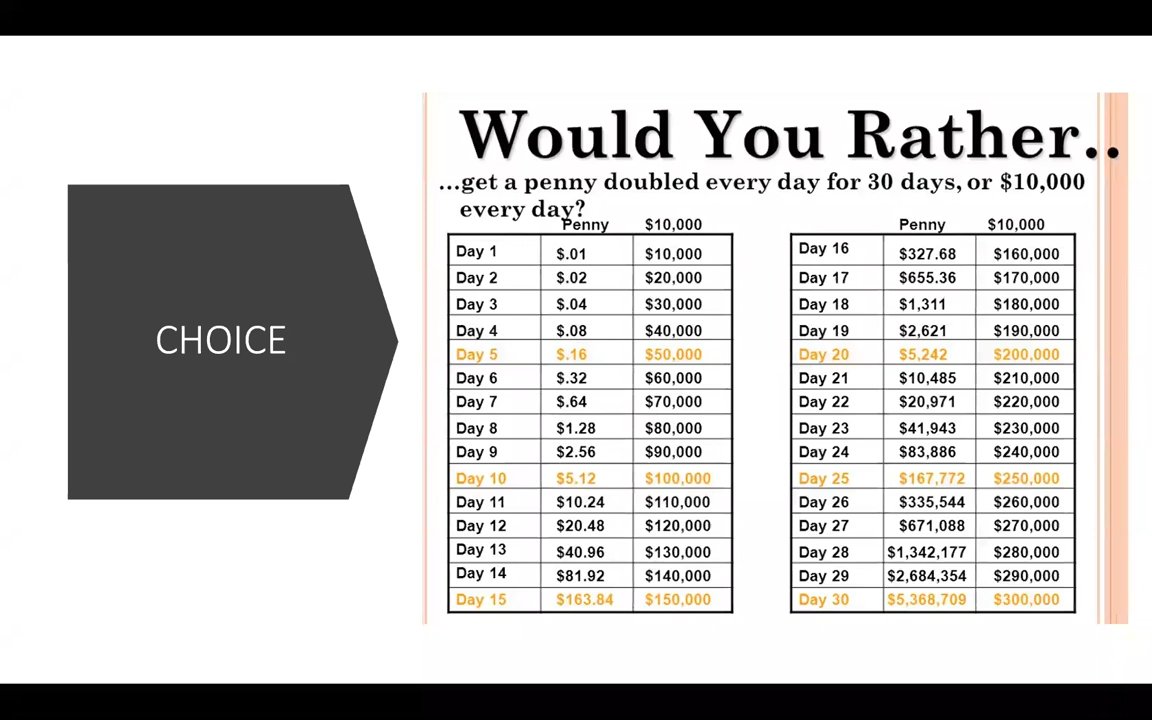 CHOICE
Would You Rather..
...get a penny doubled every day for 30 days, or $10,000
every day?
Penny $10,000
Day 1 $.01 $10,000
Day 2 $.02 $20,000
Day 3 $.04 $30,000
Day 4 $.08 $40,000
Day 5 $.16 $50,000
Day 6 $.32 $60,000
Day 7 $.64 $70,000
Day 8 $1.28 $80,000
Day 9 $2.56 $90,000
Day 10 $5.12 $100,000
Day 11 $10.24 $110,000
Day 12 $20.48 $120,000
Day 13 $40.96 $130,000
Day 14 $81.92 $140,000
Day 15 $163.84 $150,000
Penny $10,000
Day 16 $327.68 $160,000
Day 17 $655.36 $170,000
Day 18 $1,311 $180,000
Day 19 $2,621 $190,000
Day 20 $5,242 $200,000
Day 21 $10,485 $210,000
Day 22 $20,971 $220,000
Day 23 $41,943 $230,000
Day 24 $83,886 $240,000
Day 25 $167,772 $250,000
Day 26 $335,544 $260,000
Day 27 $671,088 $270,000
Day 28 $1,342,177 $280,000
Day 29 $2,684,354 $290,000
Day 30 $5,368,709 $300,000